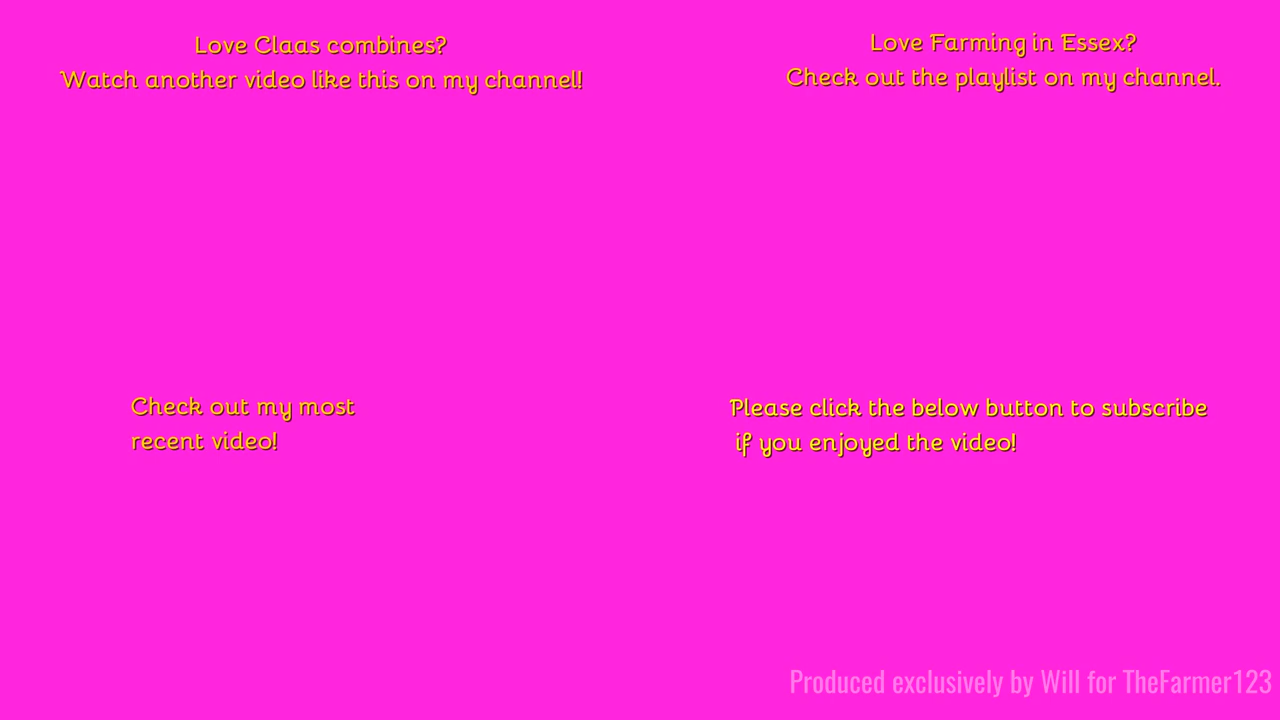 Love Claas combines?
Watch another video like this on my channel!
Love Farming in Essex?
Check out the playlist on my channel.
Check out my most
recent video!
Please click the below button to subscribe
if you enjoyed the video!
Produced exclusively by Will for TheFarmer123